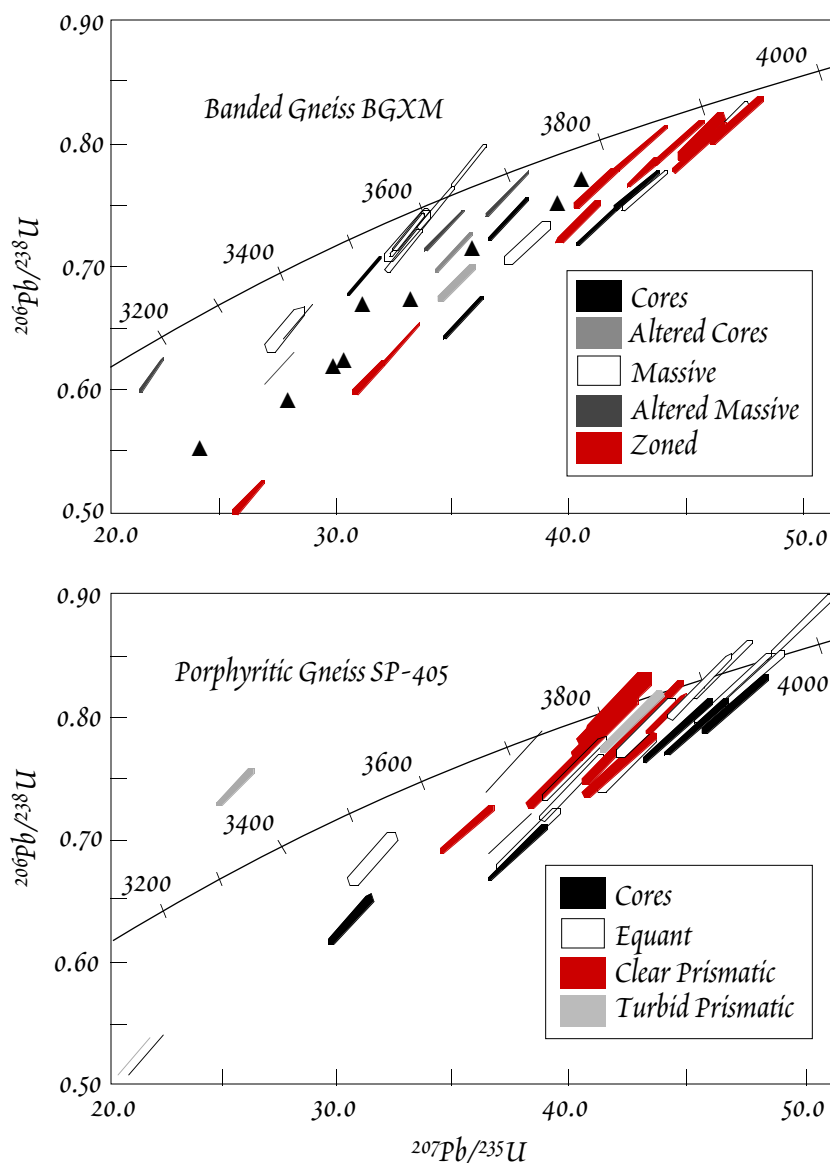 0.90
4000
Banded Gneiss BGXM
3800
0.80
3600
3400
0.70
3200
206Pb/238U
Cores
Altered Cores
0.60
Massive
Altered Massive
Zoned
0.50
20.0 30.0 40.0 50.0
0.90
Porphyritic Gneiss SP-405
4000
3800
0.80
3600
3400
0.70
3200
206Pb/238U
Cores
Equant
0.60
Clear Prismatic
Turbid Prismatic
0.50
20.0 30.0 40.0 50.0
207Pb/235U